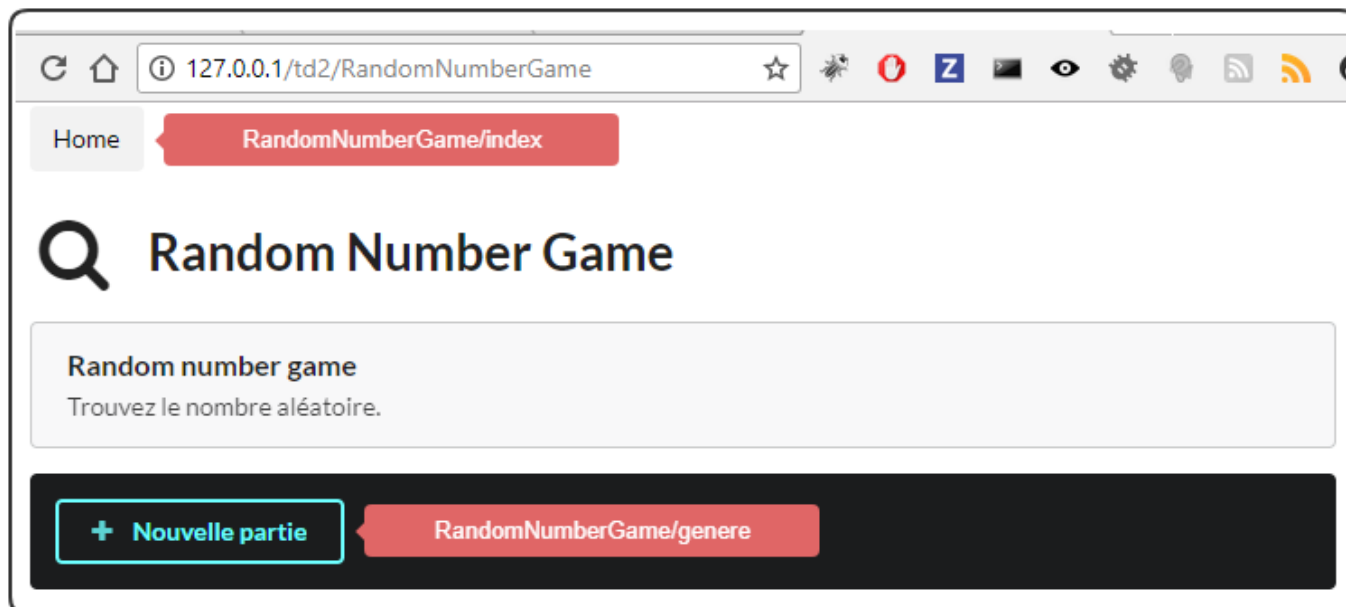 127.0.0.1/td2/RandomNumberGame
Z
Home
RandomNumberGame/index
Random Number Game
Random number game
Trouvez le nombre aléatoire.
+ Nouvelle partie
RandomNumberGame/genere